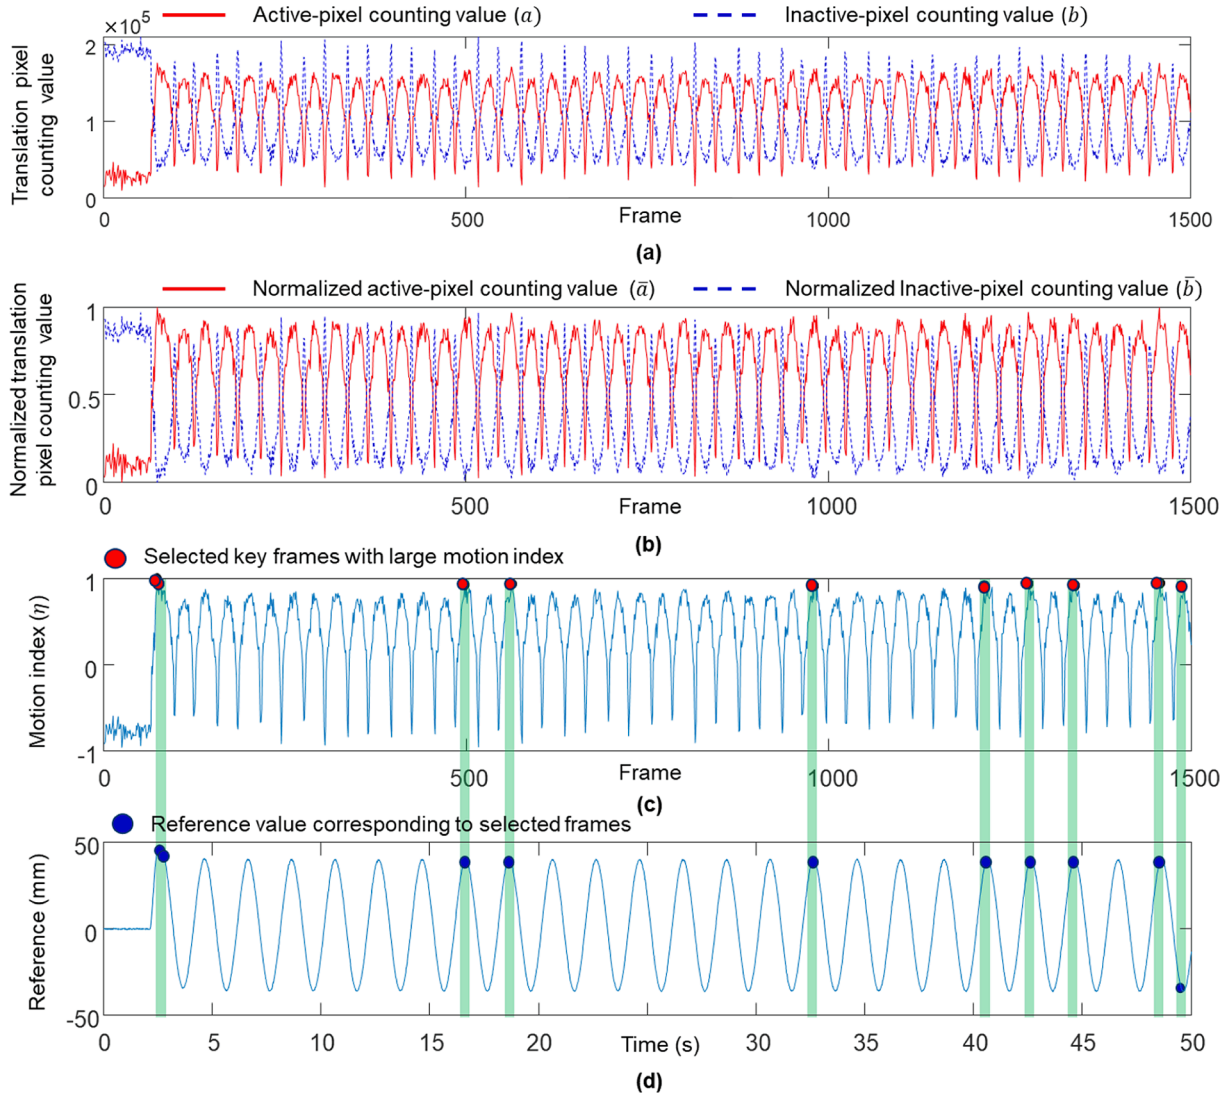 Active-pixel counting value (a)
Inactive-pixel counting value (b)
×10⁵
Translation pixel
counting value
2
1
0
0
500
Frame
1000
1500
(a)
Normalized active-pixel counting value (ā)
Normalized Inactive-pixel counting value (b̄)
Normalized translation
pixel counting value
1
0.5
0
0
500
Frame
1000
1500
(b)
Selected key frames with large motion index
Motion index (η)
1
0
-1
0
500
Frame
1000
1500
(c)
Reference value corresponding to selected frames
Reference (mm)
50
0
-50
0
5
10
15
20
Time (s)
30
35
40
45
50
(d)